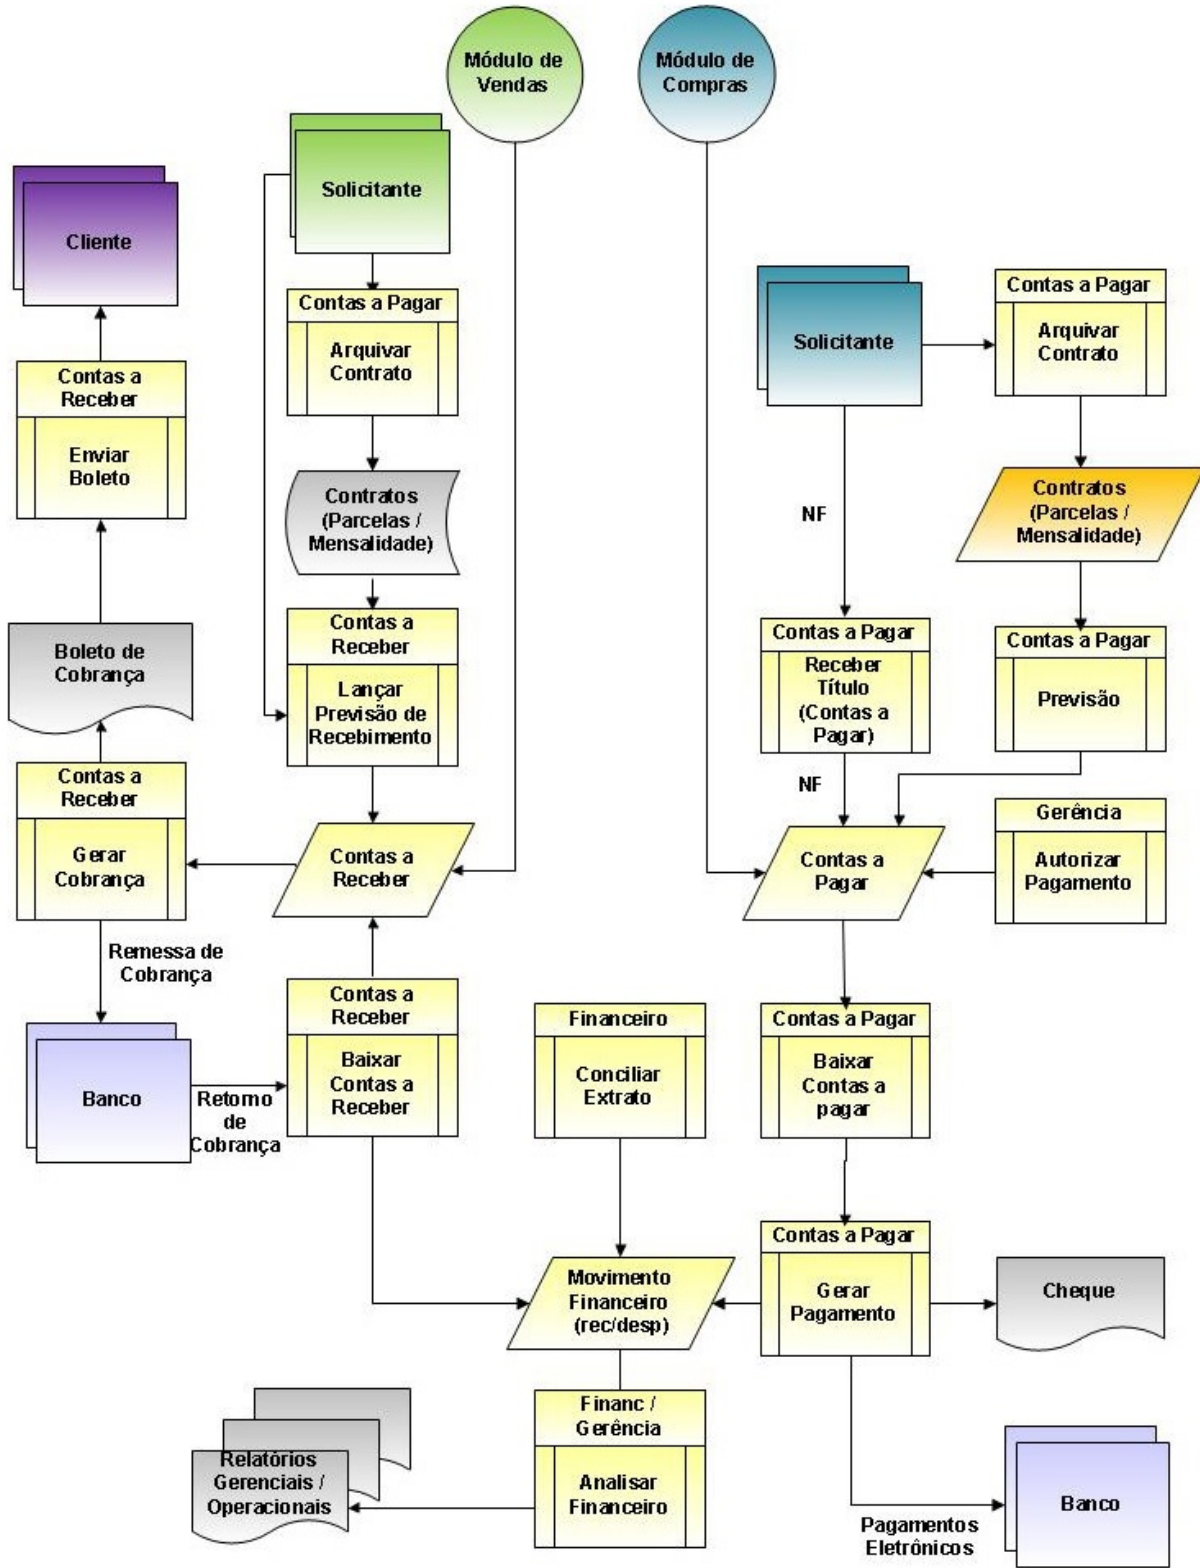 Módulo de
Vendas
Módulo de
Compras
Solicitante
Cliente
Contas a Pagar
Arquivar
Contrato
Solicitante
Contas a Pagar
Arquivar
Contrato
Contas a
Receber
Enviar
Boleto
Contratos
(Parcelas /
Mensalidade)
NF
Contratos
(Parcelas /
Mensalidade)
Boleto de
Cobrança
Contas a
Receber
Lançar
Previsão de
Recebimento
Contas a Pagar
Receber
Título
(Contas a
Pagar)
Contas a Pagar
Previsão
Contas a
Receber
Gerar
Cobrança
NF
Contas a
Receber
Contas a
Pagar
Gerência
Autorizar
Pagamento
Remessa de
Cobrança
Banco
Retorno
de
Cobrança
Contas a
Receber
Baixar
Contas a
Receber
Financeiro
Conciliar
Extrato
Contas a Pagar
Baixar
Contas a
pagar
Movimento
Financeiro
(rec/desp)
Contas a Pagar
Gerar
Pagamento
Cheque
Financ /
Gerência
Analisar
Financeiro
Relatórios
Gerenciais /
Operacionais
Pagamentos
Eletrônicos
Banco